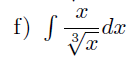 f) ∫ x/∛x dx